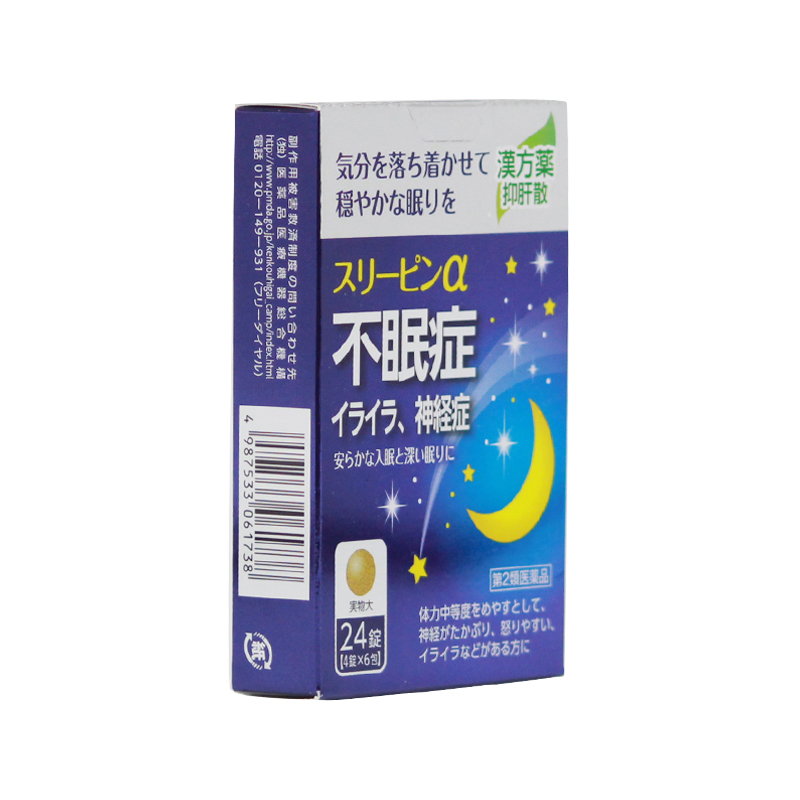 気分を落ち着かせて
穏やかな眠りを
漢方薬
抑肝散
スリーピンα
不眠症
イライラ、神経症
安らかな入眠と深い眠りに
実物大
24錠
【4錠×6包】
第2類医薬品
体力中等度をめやすとして、
神経がたかぶり、怒りやすい、
イライラなどがある方に
副作用被害救済制度の問い合わせ先
(独)医薬品医療機器総合機構
http://www.pmda.go.jp/kenkouhigai_camp/index.html
電話 0120-149-931 (フリーダイヤル)
4 987533 061738
紙